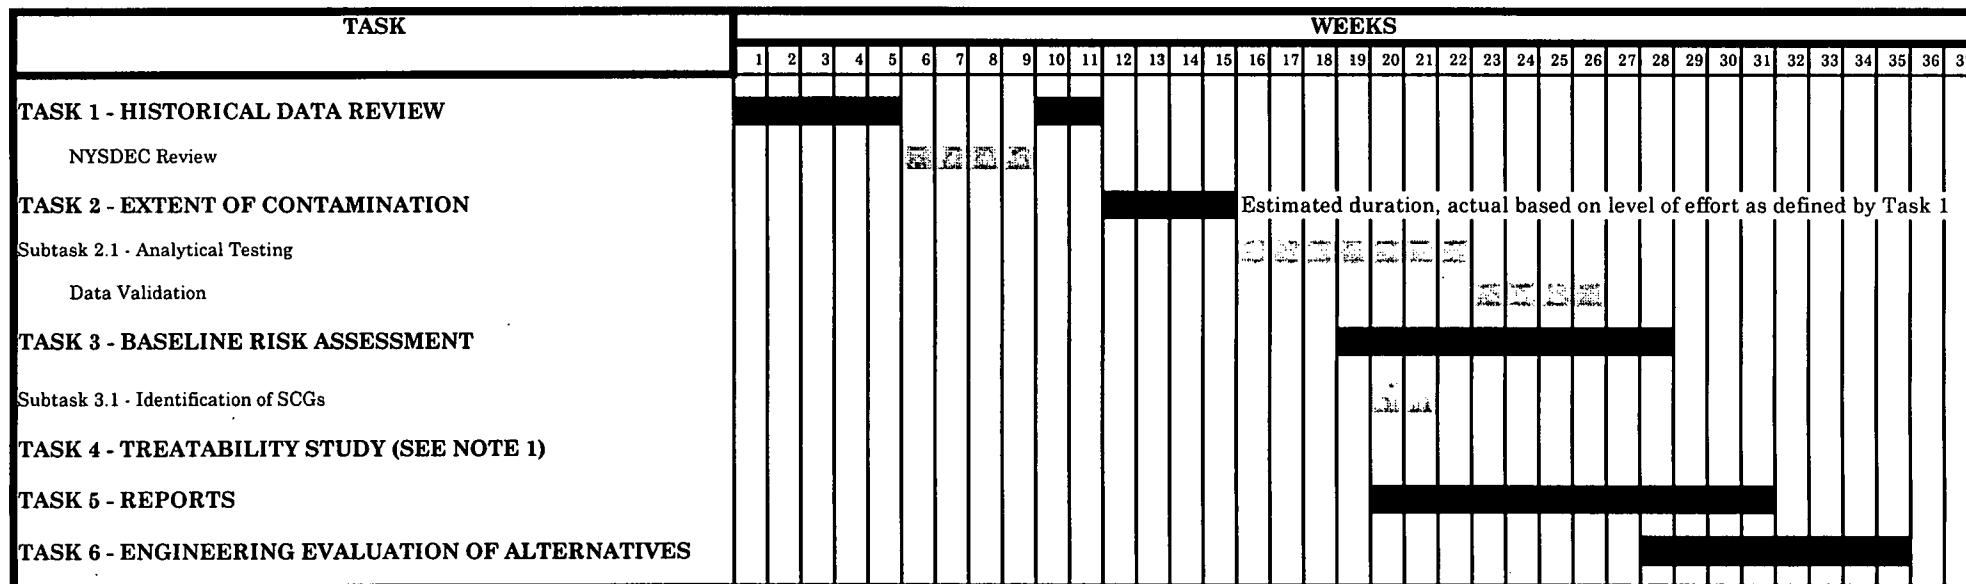 TASK WEEKS
1 2 3 4 5 6 7 8 9 10 11 12 13 14 15 16 17 18 19 20 21 22 23 24 25 26 27 28 29 30 31 32 33 34 35 36
TASK 1 - HISTORICAL DATA REVIEW
NYSDEC Review
TASK 2 - EXTENT OF CONTAMINATION Estimated duration, actual based on level of effort as defined by Task 1
Subtask 2.1 - Analytical Testing
Data Validation
TASK 3 - BASELINE RISK ASSESSMENT
Subtask 3.1 - Identification of SCGs
TASK 4 - TREATABILITY STUDY (SEE NOTE 1)
TASK 5 - REPORTS
TASK 6 - ENGINEERING EVALUATION OF ALTERNATIVES